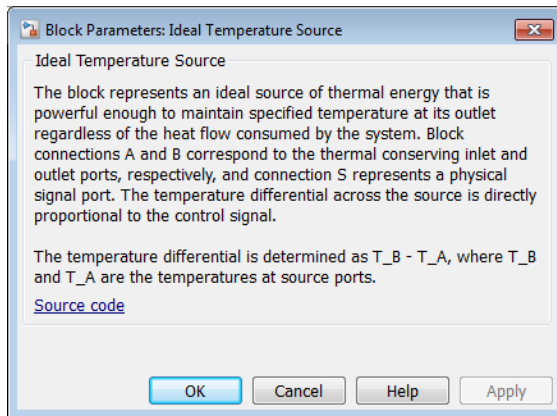 Block Parameters: Ideal Temperature Source
Ideal Temperature Source
The block represents an ideal source of thermal energy that is
powerful enough to maintain specified temperature at its outlet
regardless of the heat flow consumed by the system. Block
connections A and B correspond to the thermal conserving inlet and
outlet ports, respectively, and connection S represents a physical
signal port. The temperature differential across the source is directly
proportional to the control signal.
The temperature differential is determined as T_B - T_A, where T_B
and T_A are the temperatures at source ports.
Source code
OK Cancel Help Apply